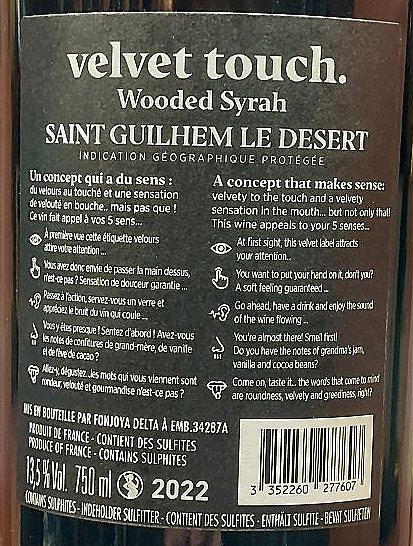 velvet touch.
Wooded Syrah
SAINT GUILHEM LE DESERT
INDICATION GÉOGRAPHIQUE PROTÉGÉE
Un concept qui a du sens :
du velours au touché et une sensation
de velouté en bouche.. mais pas que !
Ce vin fait appel à vos 5 sens...
À première vue cette étiquette velours
attire votre attention ...
Vous avez donc envie de passer la main dessus,
n'est-ce pas ? Sensation de douceur garantie ...
Passez à l'action, servez-vous un verre et
appréciez le bruit du vin qui coule ...
Vous y êtes presque ! Sentez d'abord ! Avez-vous
les notes de confitures de grand-mère, de vanille
et de fève de cacao ?
Allez-y, dégustez..les mots qui vous viennent sont
rondeur, velouté et gourmandise n'est-ce pas ?
A concept that makes sense:
velvety to the touch and a velvety
sensation in the mouth... but not only that!
This wine appeals to your 5 senses...
At first sight, this velvet label attracts
your attention..
You want to put your hand on it, don't you?
A soft feeling guaranteed ...
Go ahead, have a drink and enjoy the sound
of the wine flowing ...
You're almost there! Smell first!
Do you have the notes of grandma's jam,
vanilla and cocoa beans?
Come on, taste it... the words that come to mind
are roundness, velvety and greediness, right?
MIS EN BOUTEILLE PAR FONJOYA DELTA À EMB.34287A
PRODUIT DE FRANCE - CONTIENT DES SULFITES
PRODUCE OF FRANCE - CONTAINS SULPHITES
13,5 % Vol. 750 ml 2022
3 352260 277607
CONTAINS SULPHITES - INDEHOLDER SULFITTER - CONTIENT DES SULFITES - ENTHÄLT SULFITE - BEVAT SULFIETEN